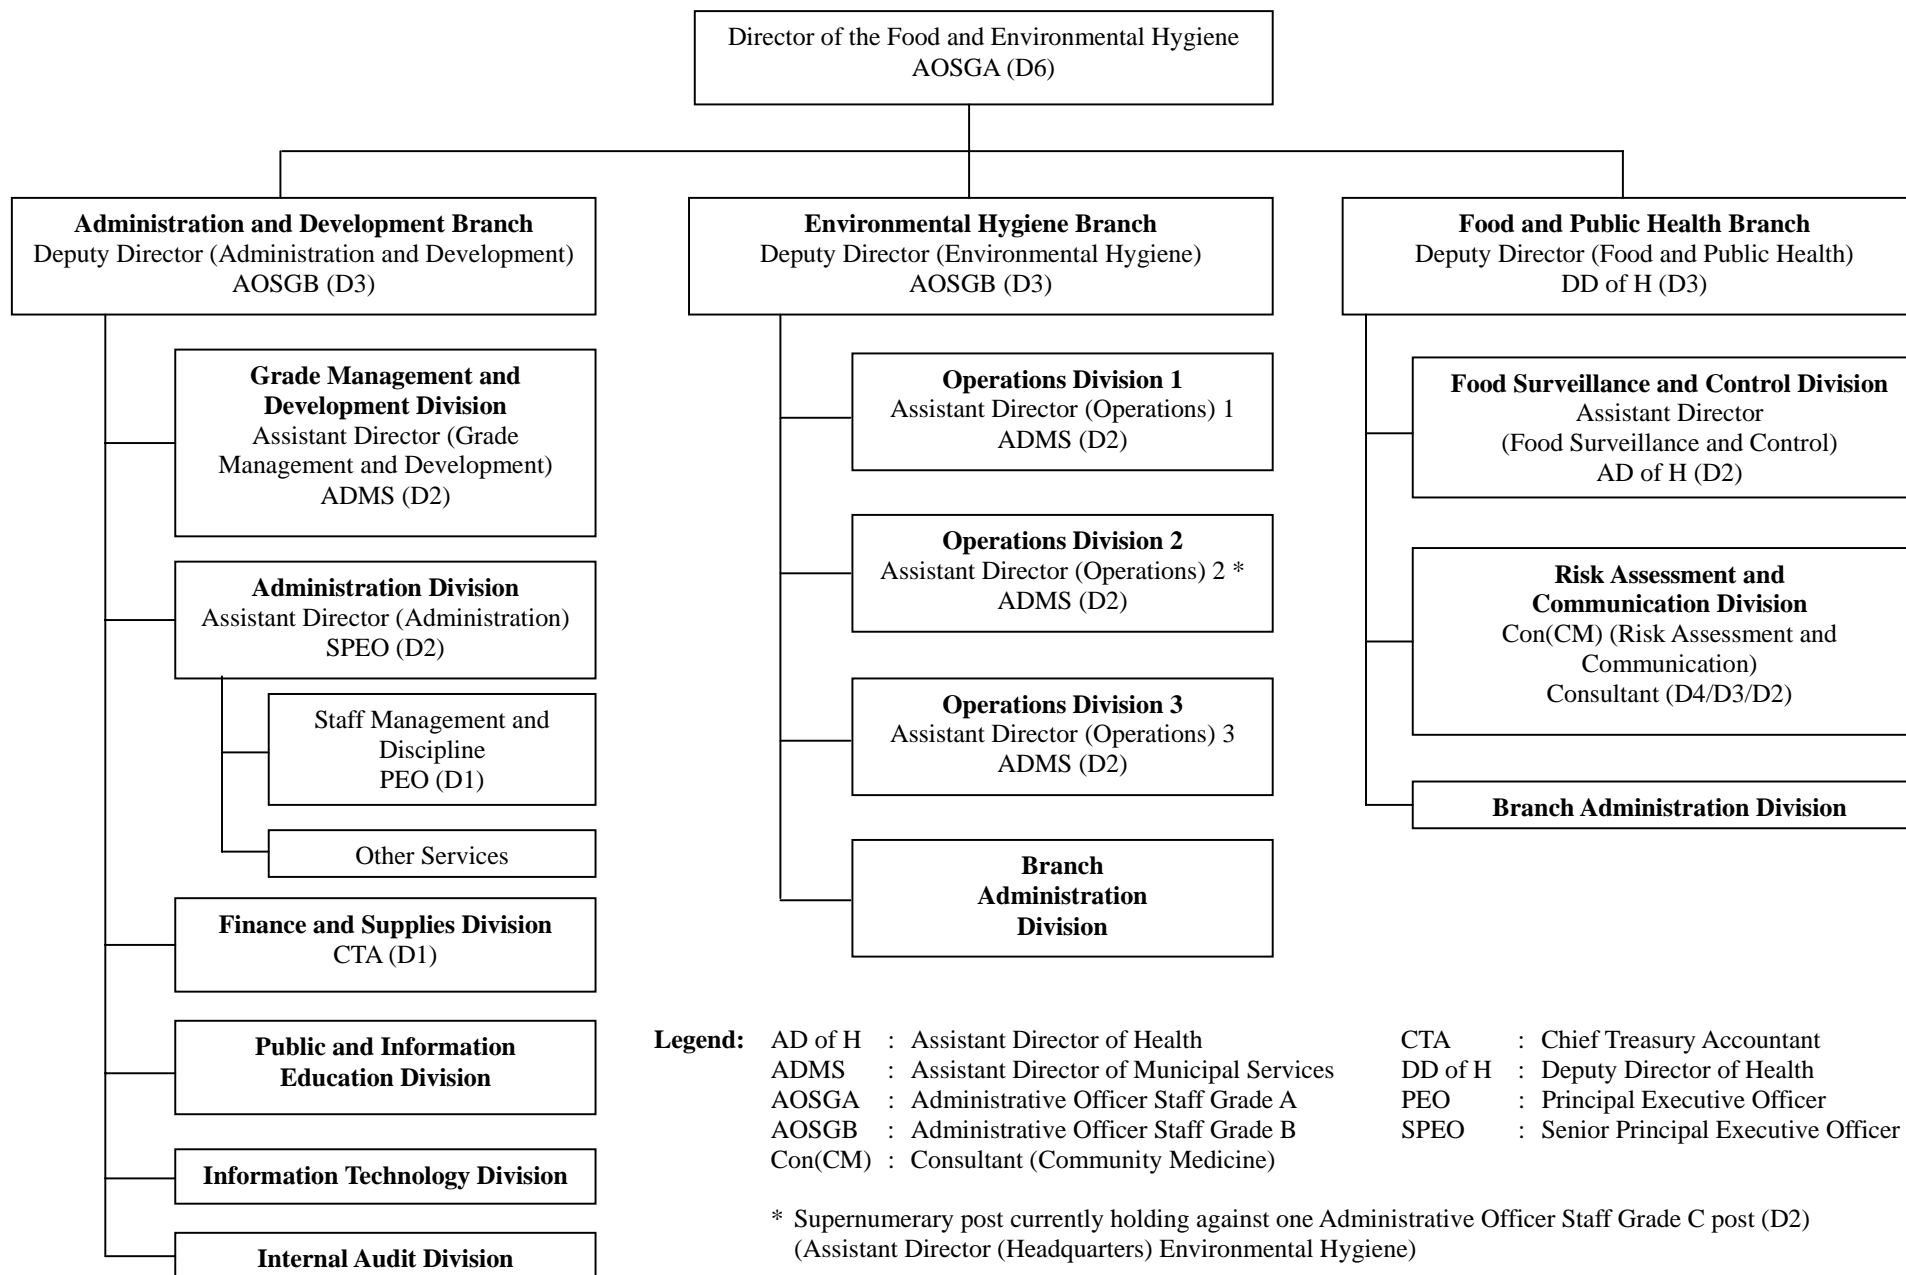 Director of the Food and Environmental Hygiene
AOSGA (D6)
Administration and Development Branch
Deputy Director (Administration and Development)
AOSGB (D3)
Environmental Hygiene Branch
Deputy Director (Environmental Hygiene)
AOSGB (D3)
Food and Public Health Branch
Deputy Director (Food and Public Health)
DD of H (D3)
Grade Management and
Development Division
Assistant Director (Grade
Management and Development)
ADMS (D2)
Administration Division
Assistant Director (Administration)
SPEO (D2)
Staff Management and
Discipline
PEO (D1)
Other Services
Finance and Supplies Division
CTA (D1)
Public and Information
Education Division
Information Technology Division
Internal Audit Division
Operations Division 1
Assistant Director (Operations) 1
ADMS (D2)
Operations Division 2
Assistant Director (Operations) 2 *
ADMS (D2)
Operations Division 3
Assistant Director (Operations) 3
ADMS (D2)
Branch
Administration
Division
Food Surveillance and Control Division
Assistant Director
(Food Surveillance and Control)
AD of H (D2)
Risk Assessment and
Communication Division
Con(CM) (Risk Assessment and
Communication)
Consultant (D4/D3/D2)
Branch Administration Division
Legend: AD of H : Assistant Director of Health
ADMS : Assistant Director of Municipal Services
AOSGA : Administrative Officer Staff Grade A
AOSGB : Administrative Officer Staff Grade B
Con(CM) : Consultant (Community Medicine)
CTA : Chief Treasury Accountant
DD of H : Deputy Director of Health
PEO : Principal Executive Officer
SPEO : Senior Principal Executive Officer
* Supernumerary post currently holding against one Administrative Officer Staff Grade C post (D2)
(Assistant Director (Headquarters) Environmental Hygiene)